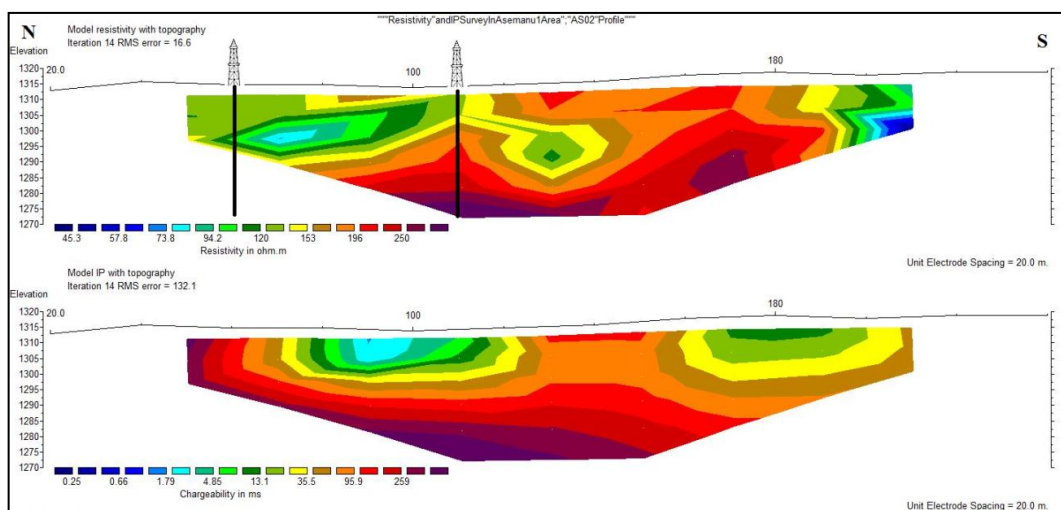 """Resistivity"andIPSurveyInAsemanu1Area";"AS02"Profile"""
N
S
Model resistivity with topography
Iteration 14 RMS error = 16.6
Elevation
20.0
100
180
1320
1315
1310
1305
1300
1295
1290
1285
1280
1275
1270
45.3 57.8 73.8 94.2 120 153 196 250
Resistivity in ohm.m
Unit Electrode Spacing = 20.0 m.
Model IP with topography
Iteration 14 RMS error = 132.1
Elevation
20.0
100
180
1320
1315
1310
1305
1300
1295
1290
1285
1280
1275
1270
0.25 0.66 1.79 4.85 13.1 35.5 95.9 259
Chargeability in ms
Unit Electrode Spacing = 20.0 m.